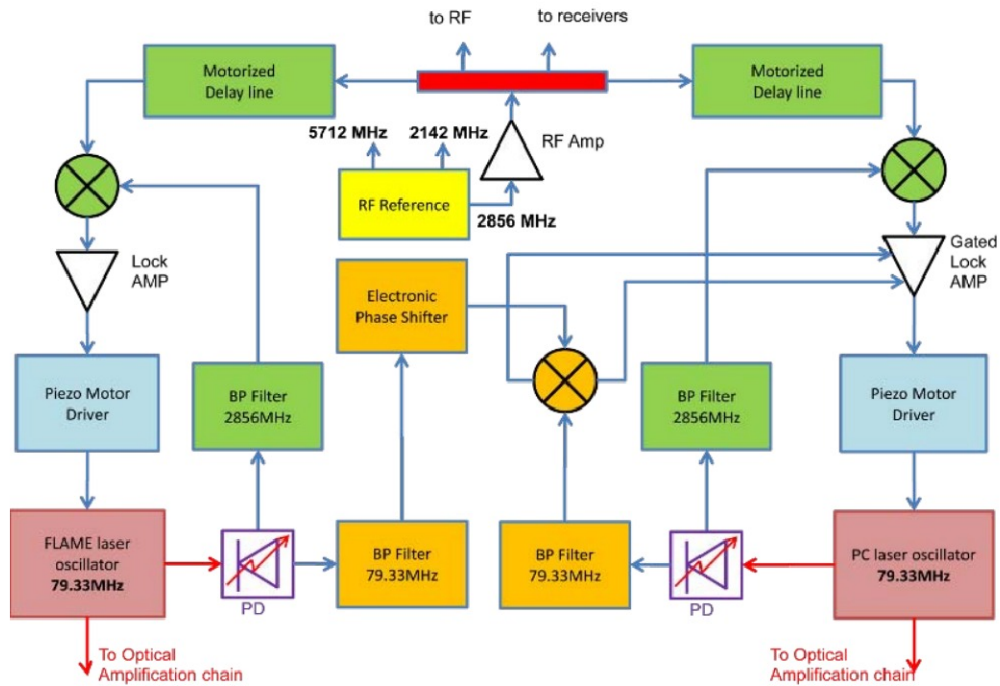 to RF
to receivers
Motorized
Delay line
Motorized
Delay line
5712 MHz
2142 MHz
RF Amp
RF Reference
2856 MHz
Lock
AMP
Gated
Lock
AMP
Electronic
Phase Shifter
Piezo Motor
Driver
BP Filter
2856MHz
BP Filter
2856MHz
Piezo Motor
Driver
FLAME laser
oscillator
79.33MHz
PD
BP Filter
79.33MHz
BP Filter
79.33MHz
PD
PC laser oscillator
79.33MHz
To Optical
Amplification chain
To Optical
Amplification chain